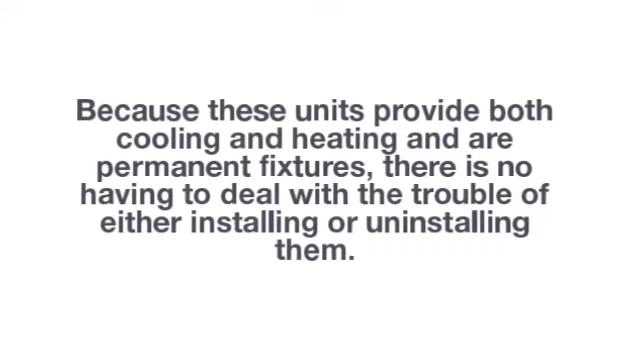 Because these units provide both
cooling and heating and are
permanent fixtures, there is no
having to deal with the trouble of
either installing or uninstalling
them.